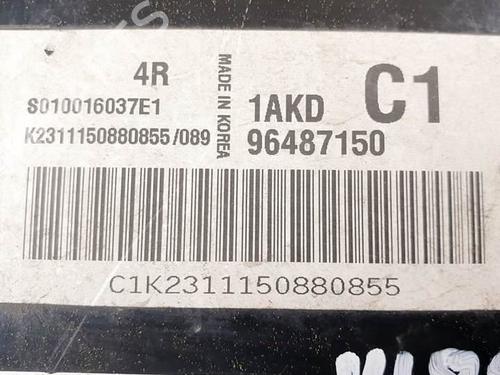 4R
S010016037E1
K2311150880855/089
MADE IN KOREA
1AKD
C1
96487150
C1K2311150880855